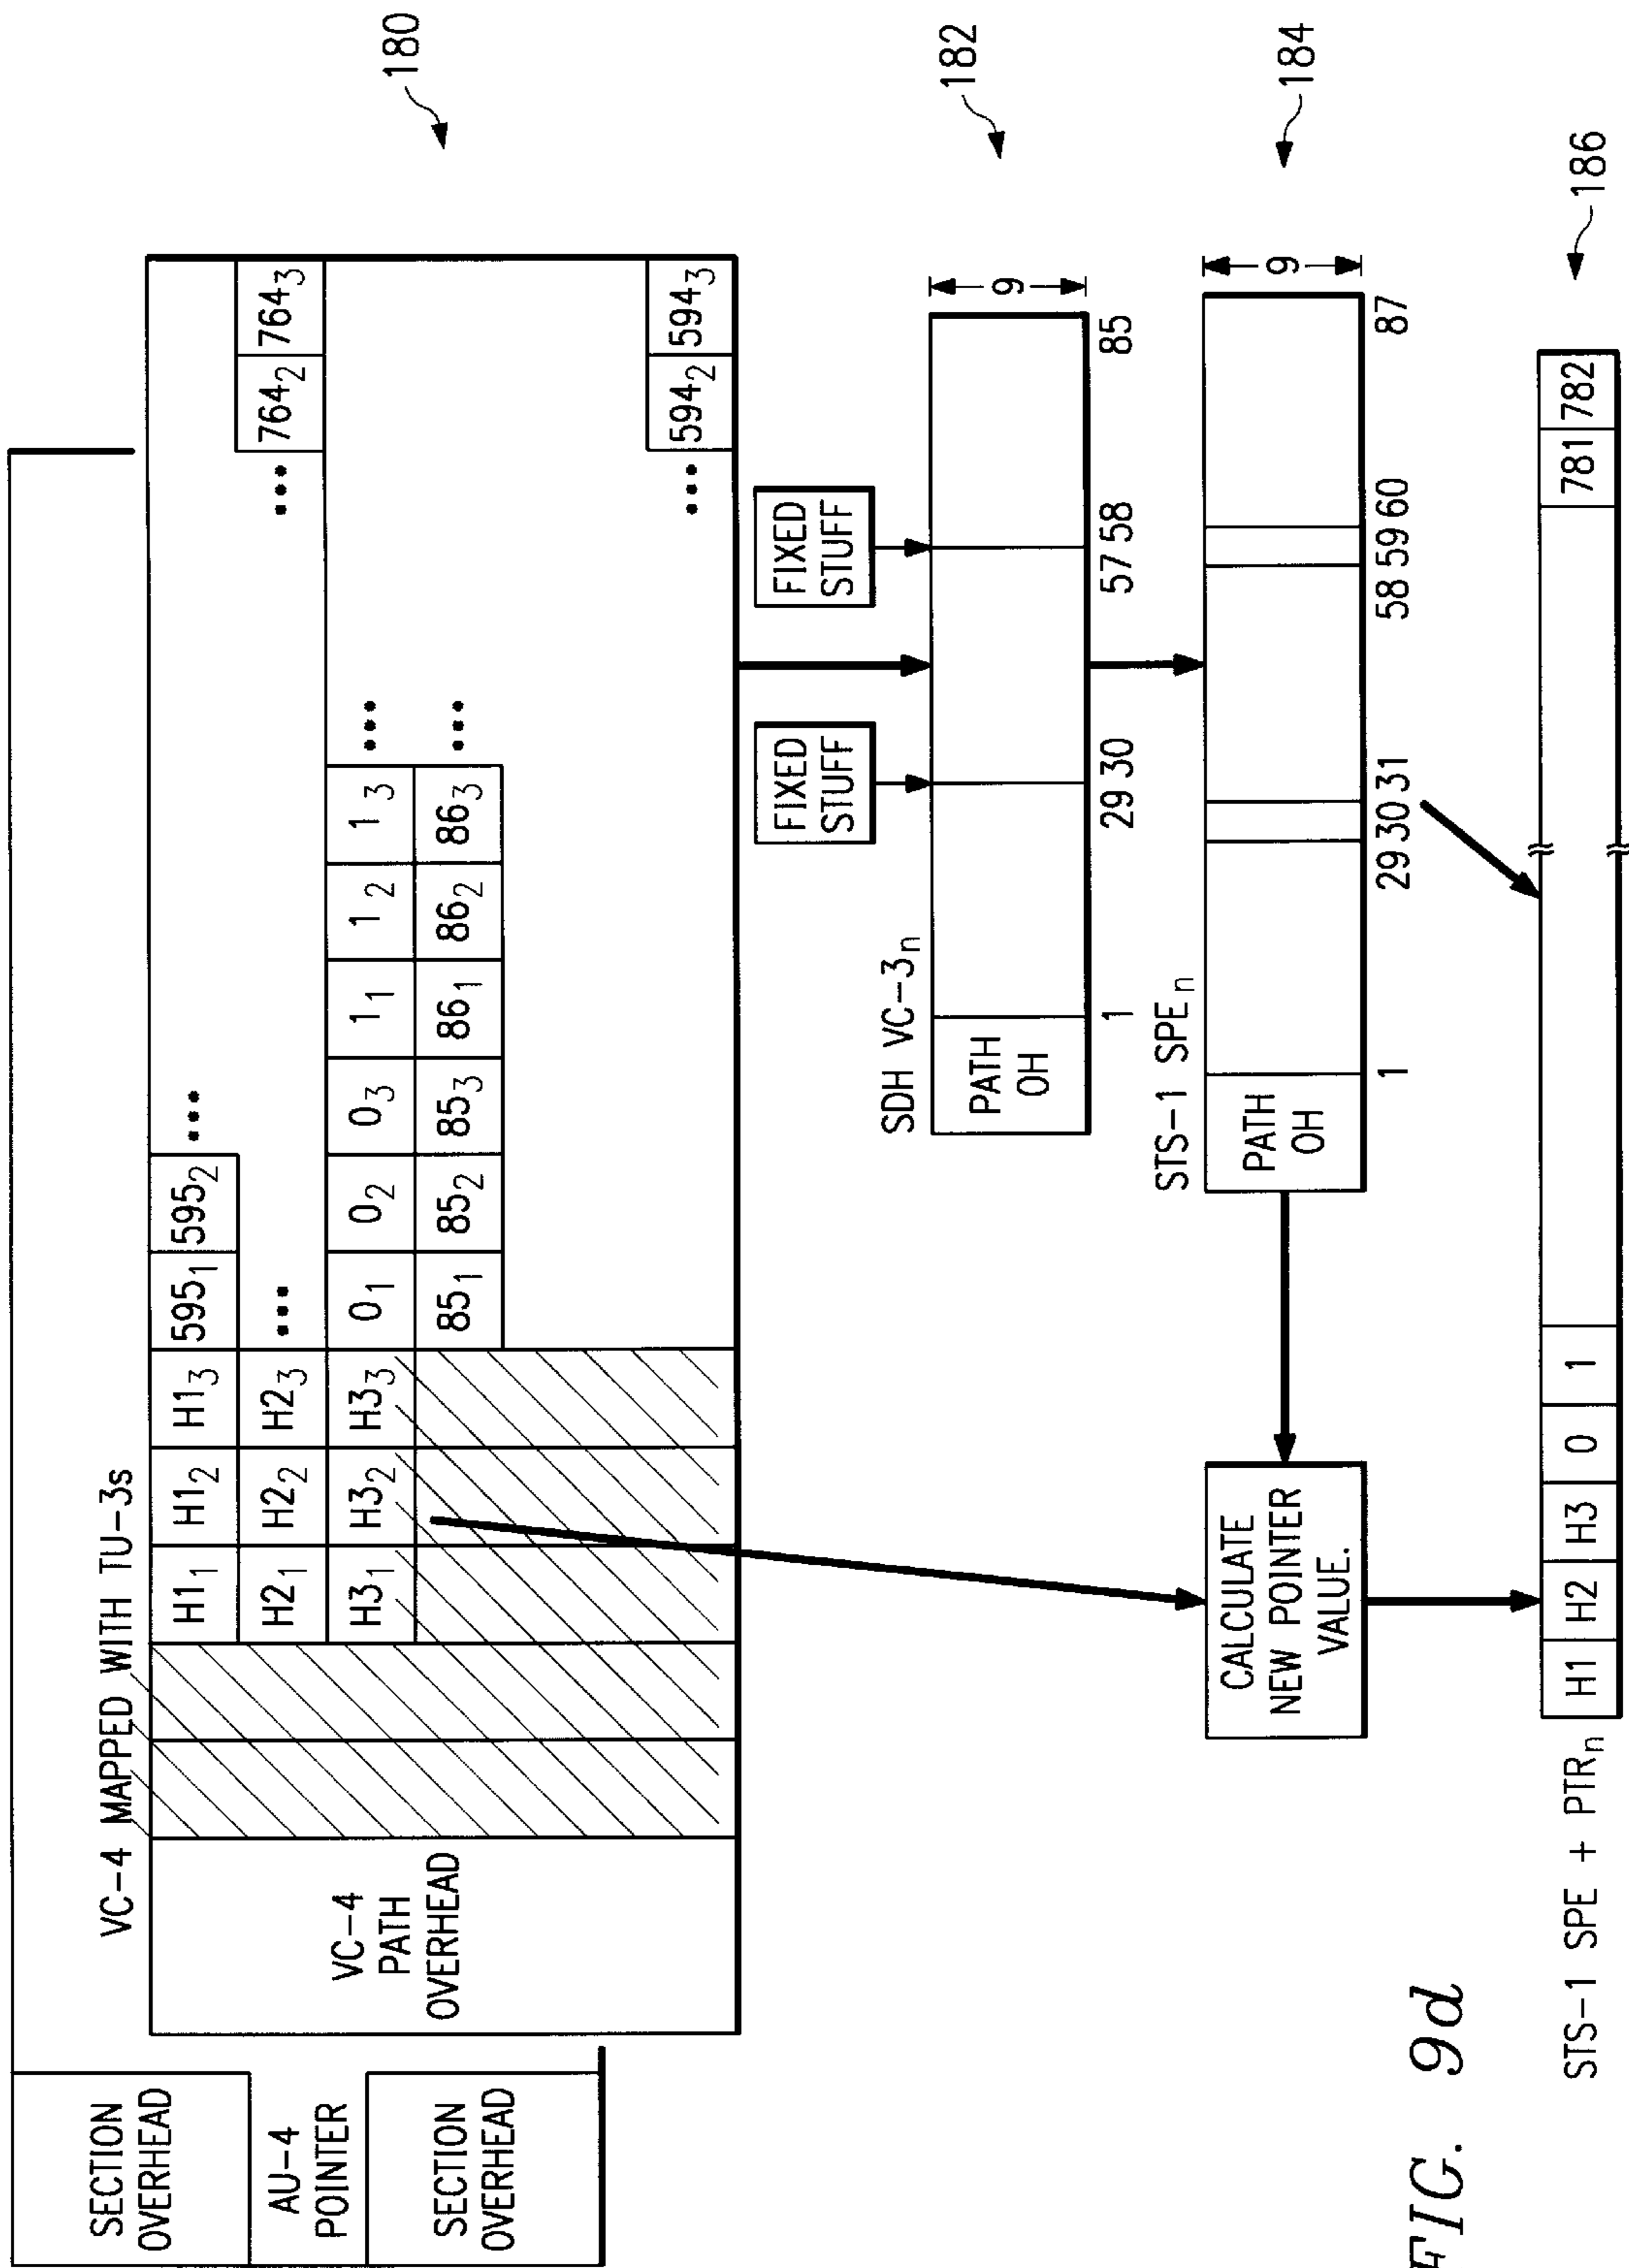 SECTION
OVERHEAD
AU-4
POINTER
SECTION
OVERHEAD
VC-4 MAPPED WITH TU-3s
VC-4
PATH
OVERHEAD
H1₁ H1₂ H1₃ 595₁ 595₂ •••
H2₁ H2₂ H2₃ ••• ••• 764₂ 764₃
H3₁ H3₂ H3₃ 0₁ 0₂ 0₃ 1₁ 1₂ 1₃ •••
85₁ 85₂ 85₃ 86₁ 86₂ 86₃ •••
••• 594₂ 594₃
180
FIXED
STUFF
FIXED
STUFF
SDH VC-3ₙ
PATH
OH
9
1 29 30 57 58 85
182
STS-1 SPEₙ
PATH
OH
9
1 29 30 31 58 59 60 87
184
CALCULATE
NEW POINTER
VALUE.
STS-1 SPE + PTRₙ
H1 H2 H3 0 1 781 782
186
FIG. 9d